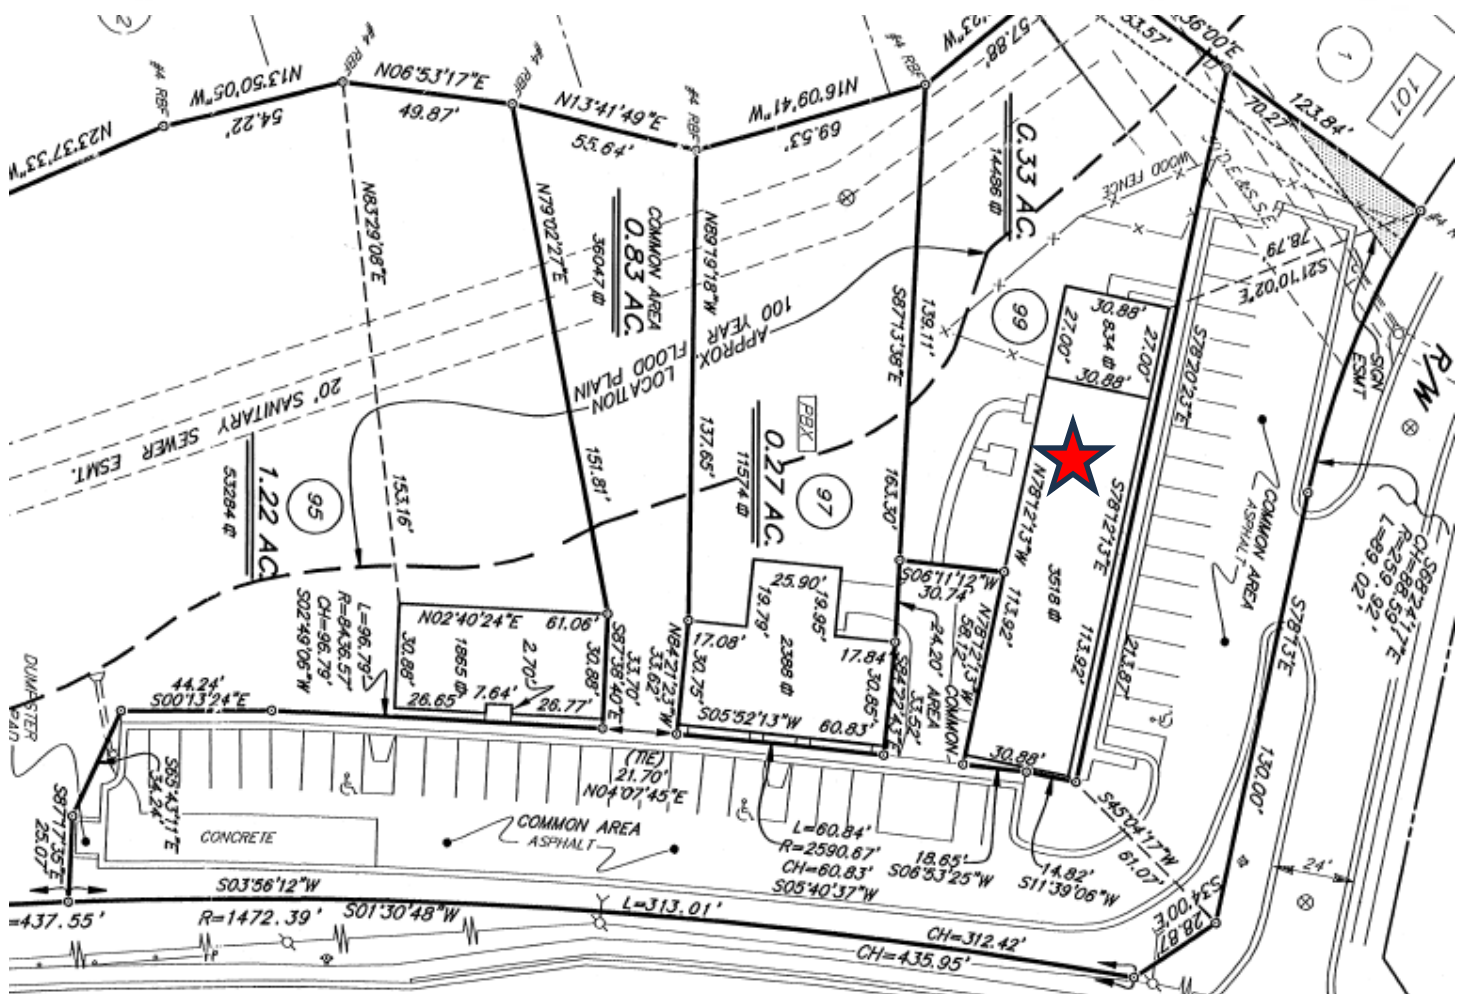 2
#4 RBF
N13°50'05"W
54.22'
N23°37'33"W
#4 RBF
N06°53'17"E
49.87'
#4 RBF
N13°41'49"E
55.64'
#4 RBF
N16°09'41"W
69.53'
#4 RBF
23"W
57.88'
53.57'
36°00"E
70.27'
123.84'
1
101
WOOD FENCE
S.D.E.&S.S.E.
78.79'
S21°10'02"E
SIGN
ESMT
R/W
0.33 AC.
14486
N83°29'08"E
153.16'
N79°02'27"E
151.81'
COMMON AREA
0.83 AC.
36047
N89°19'18"W
137.65'
APPROX. LOCATION
100 YEAR FLOOD PLAIN
S87°13'38"E
139.11'
163.30'
99
30.88'
834
27.00'
27.00'
30.88'
S78°20'23"E
213.87'
20' SANITARY SEWER ESMT.
1.22 AC.
53284
95
PBX
0.27 AC.
11574
97
N78°12'13"W
113.92'
S78°12'13"E
113.92'
3518
COMMON AREA
ASPHALT
S68°24'17"E
CH=88.59'
R=259.92'
L=89.02'
S78°13"E
130.00'
S06°11'12"W
30.74'
N78°12'13"W
58.12'
24.20'
COMMON AREA
N02°40'24"E
61.06'
30.88'
1865
2.70'
30.88'
26.65
7.64'
26.77'
S87°38'40"E
33.70'
N84°21'23"W
33.62'
17.08'
30.75'
19.79'
25.90'
19.95'
2388
17.84'
30.85'
S84°22'43"E
33.52'
S05°52'13"W
60.83'
L=96.79'
R=8436.57'
CH=96.79'
S02°49'06"W
44.24'
S00°13'24"E
DUMPSTER
PAD
S65°43'11"E
34.24'
S87°17'35"E
25.07'
CONCRETE
COMMON AREA
ASPHALT
(TIE)
21.70'
N04°07'45"E
L=60.84'
R=2590.67'
CH=60.83'
S05°40'37"W
30.88'
18.65'
S06°53'25"W
14.82'
S11°39'06"W
S45°04'17"W
61.07'
S34°00"E
28.87
24'
S03°56'12"W
=437.55'
R=1472.39'
S01°30'48"W
L=313.01'
CH=312.42'
CH=435.95'
P